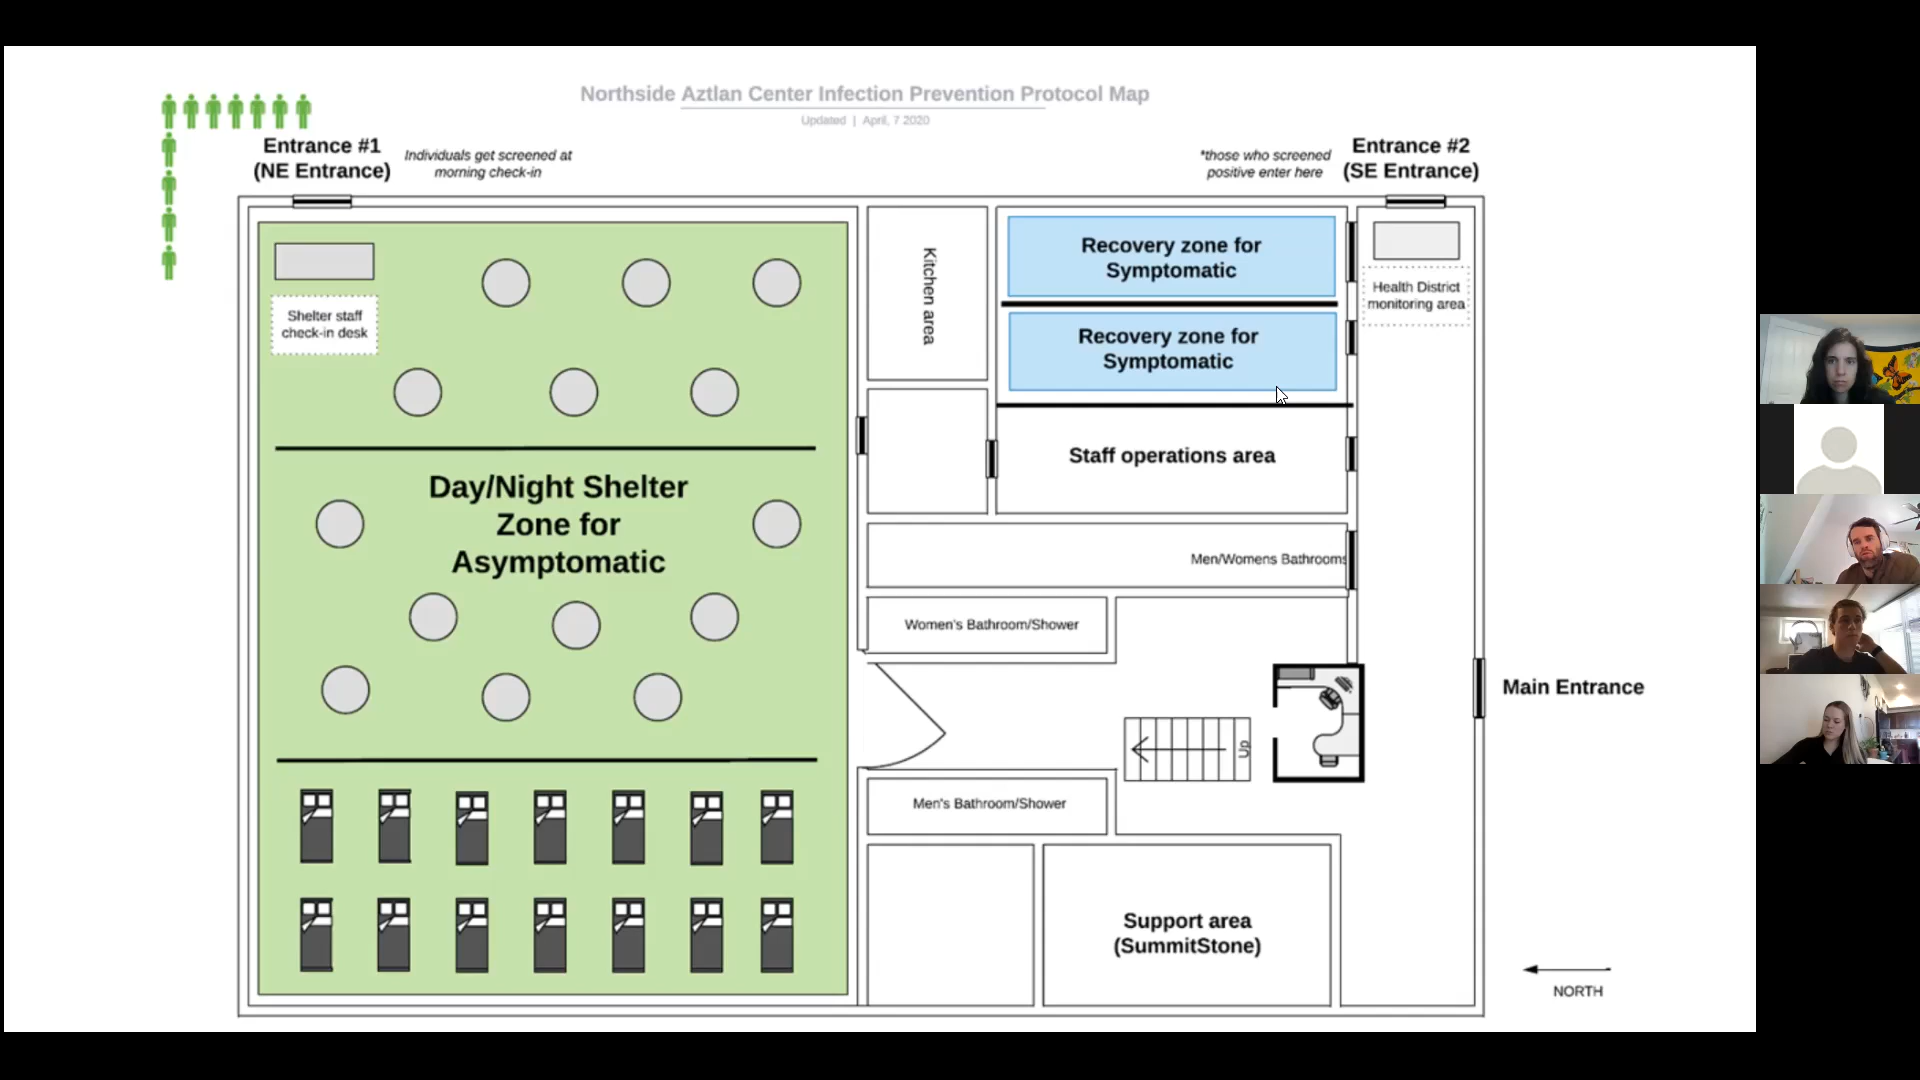 Northside Aztlan Center Infection Prevention Protocol Map
Updated | April, 7 2020
Entrance #1
(NE Entrance)
Individuals get screened at
morning check-in
*those who screened
positive enter here
Entrance #2
(SE Entrance)
Shelter staff
check-in desk
Kitchen area
Recovery zone for
Symptomatic
Health District
monitoring area
Recovery zone for
Symptomatic
Staff operations area
Day/Night Shelter
Zone for
Asymptomatic
Men/Womens Bathrooms
Women's Bathroom/Shower
Main Entrance
Up
Men's Bathroom/Shower
Support area
(SummitStone)
NORTH